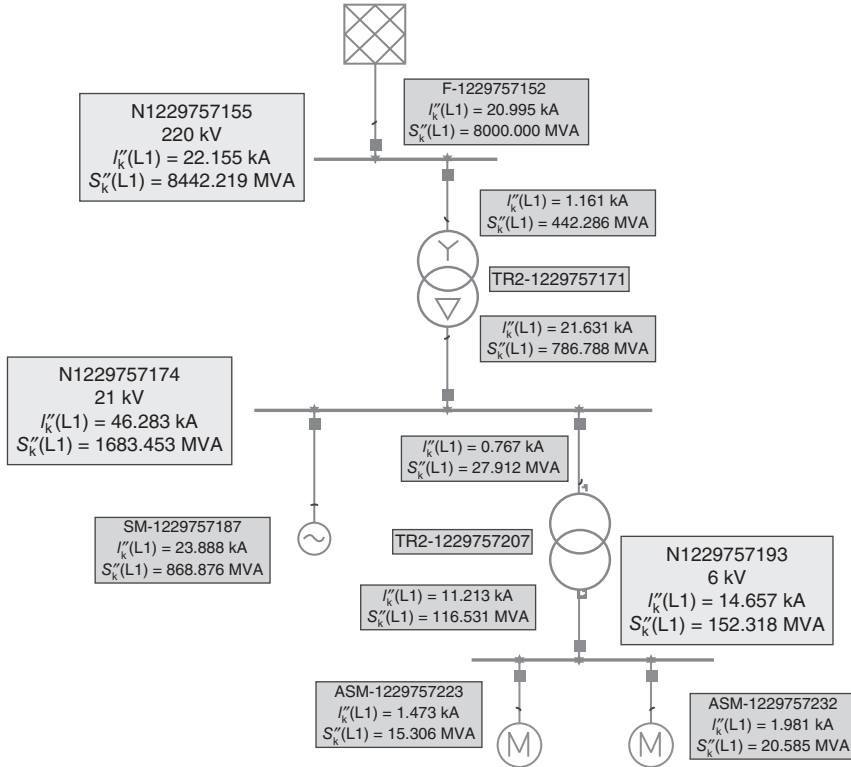 F-1229757152
I″k(L1) = 20.995 kA
S″k(L1) = 8000.000 MVA
N1229757155
220 kV
I″k(L1) = 22.155 kA
S″k(L1) = 8442.219 MVA
I″k(L1) = 1.161 kA
S″k(L1) = 442.286 MVA
TR2-1229757171
I″k(L1) = 21.631 kA
S″k(L1) = 786.788 MVA
N1229757174
21 kV
I″k(L1) = 46.283 kA
S″k(L1) = 1683.453 MVA
I″k(L1) = 0.767 kA
S″k(L1) = 27.912 MVA
SM-1229757187
I″k(L1) = 23.888 kA
S″k(L1) = 868.876 MVA
TR2-1229757207
N1229757193
6 kV
I″k(L1) = 14.657 kA
S″k(L1) = 152.318 MVA
I″k(L1) = 11.213 kA
S″k(L1) = 116.531 MVA
ASM-1229757223
I″k(L1) = 1.473 kA
S″k(L1) = 15.306 MVA
M
M
ASM-1229757232
I″k(L1) = 1.981 kA
S″k(L1) = 20.585 MVA